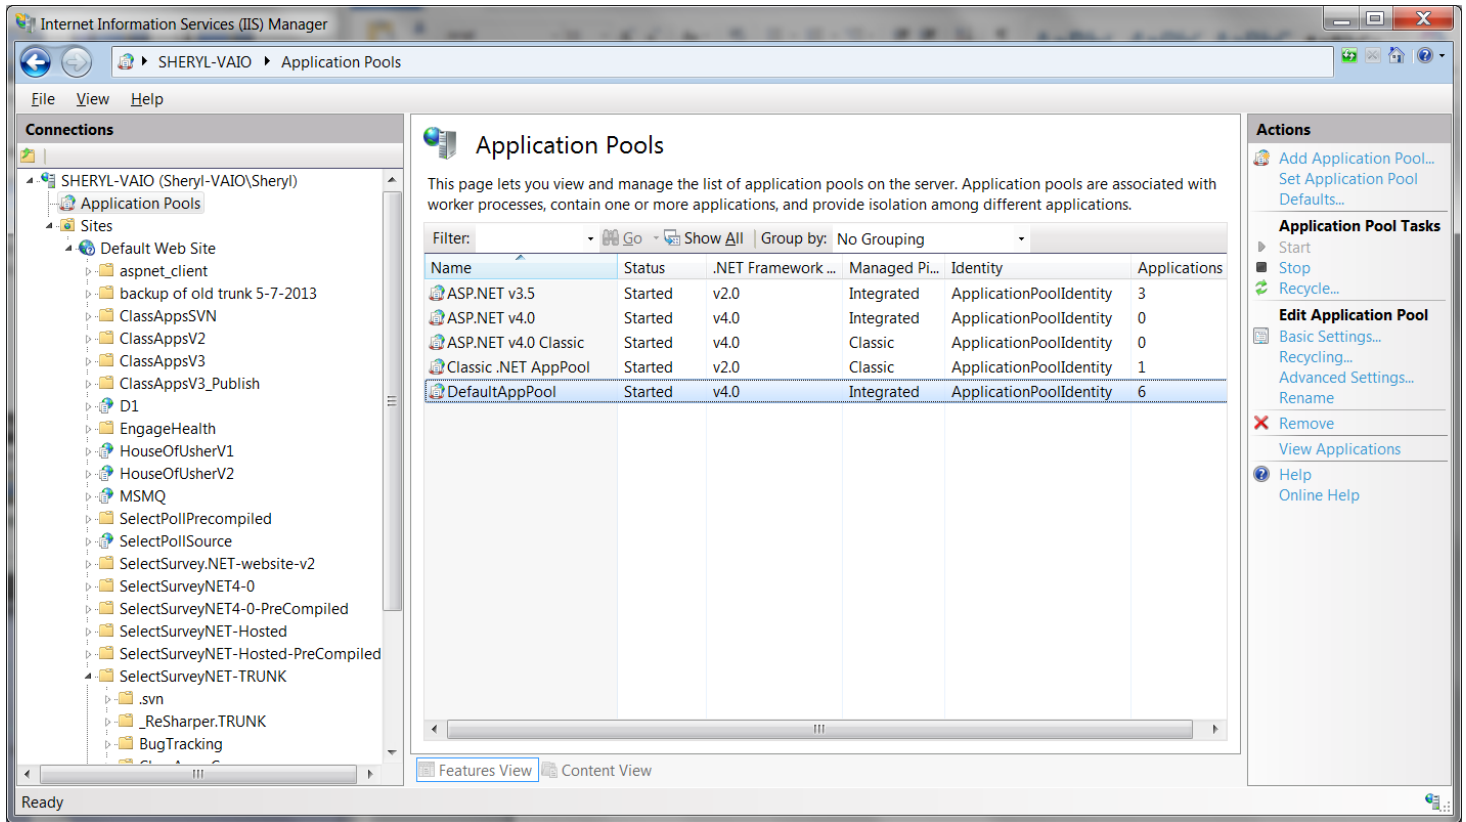 Internet Information Services (IIS) Manager
SHERYL-VAIO Application Pools
File View Help
Connections
SHERYL-VAIO (Sheryl-VAIO\Sheryl)
Application Pools
Sites
Default Web Site
aspnet_client
backup of old trunk 5-7-2013
ClassAppsSVN
ClassAppsV2
ClassAppsV3
ClassAppsV3_Publish
D1
EngageHealth
HouseOfUsherV1
HouseOfUsherV2
MSMQ
SelectPollPrecompiled
SelectPollSource
SelectSurvey.NET-website-v2
SelectSurveyNET4-0
SelectSurveyNET4-0-PreCompiled
SelectSurveyNET-Hosted
SelectSurveyNET-Hosted-PreCompiled
SelectSurveyNET-TRUNK
.svn
_ReSharper.TRUNK
BugTracking
Application Pools
This page lets you view and manage the list of application pools on the server. Application pools are associated with
worker processes, contain one or more applications, and provide isolation among different applications.
Filter: Go Show All Group by: No Grouping
Name Status .NET Framework ... Managed Pi... Identity Applications
ASP.NET v3.5 Started v2.0 Integrated ApplicationPoolIdentity 3
ASP.NET v4.0 Started v4.0 Integrated ApplicationPoolIdentity 0
ASP.NET v4.0 Classic Started v4.0 Classic ApplicationPoolIdentity 0
Classic .NET AppPool Started v2.0 Classic ApplicationPoolIdentity 1
DefaultAppPool Started v4.0 Integrated ApplicationPoolIdentity 6
Features View Content View
Actions
Add Application Pool...
Set Application Pool
Defaults...
Application Pool Tasks
Start
Stop
Recycle...
Edit Application Pool
Basic Settings...
Recycling...
Advanced Settings...
Rename
Remove
View Applications
Help
Online Help
Ready